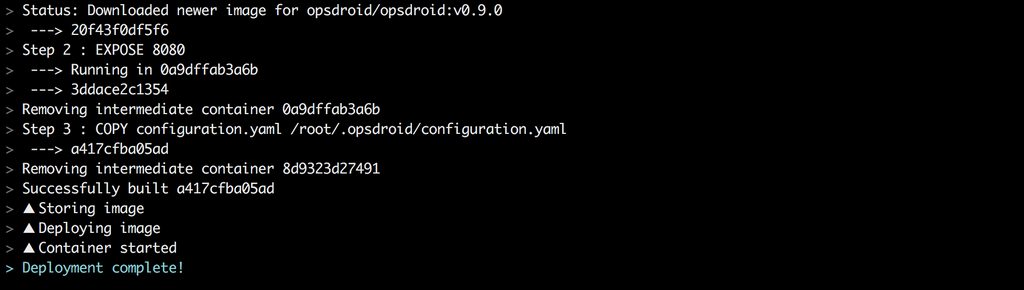 > Status: Downloaded newer image for opsdroid/opsdroid:v0.9.0
>  ---> 20f43f0df5f6
> Step 2 : EXPOSE 8080
>  ---> Running in 0a9dffab3a6b
>  ---> 3ddace2c1354
> Removing intermediate container 0a9dffab3a6b
> Step 3 : COPY configuration.yaml /root/.opsdroid/configuration.yaml
>  ---> a417cfba05ad
> Removing intermediate container 8d9323d27491
> Successfully built a417cfba05ad
> ▲ Storing image
> ▲ Deploying image
> ▲ Container started
> Deployment complete!